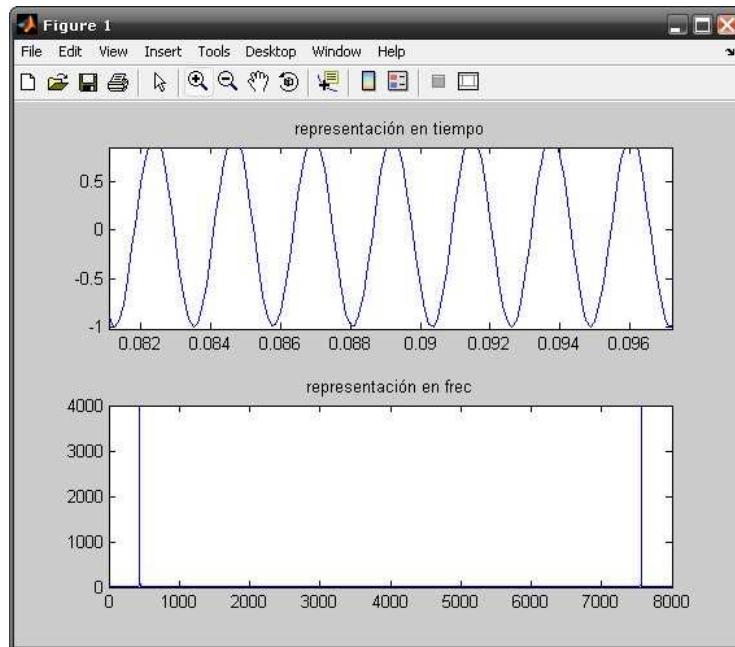 Figure 1
File Edit View Insert Tools Desktop Window Help
representación en tiempo
0.5
0
-0.5
-1
0.082 0.084 0.086 0.088 0.09 0.092 0.094 0.096
representación en frec
4000
3000
2000
1000
0
0 1000 2000 3000 4000 5000 6000 7000 8000